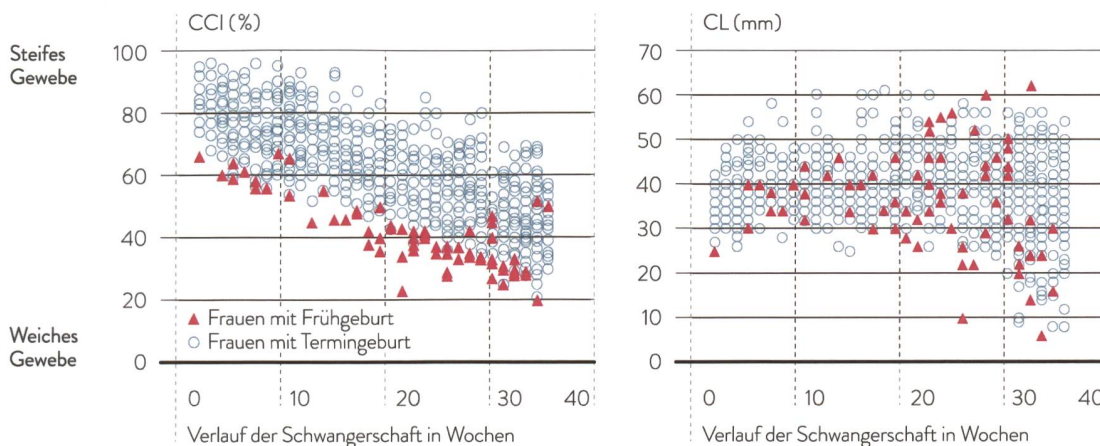 CCI (%)
Steifes
Gewebe
100
80
60
40
20
▲ Frauen mit Frühgeburt
○ Frauen mit Termingeburt
Weiches
Gewebe
0
0 10 20 30 40
Verlauf der Schwangerschaft in Wochen
CL (mm)
70
60
50
40
30
20
10
0
0 10 20 30 40
Verlauf der Schwangerschaft in Wochen